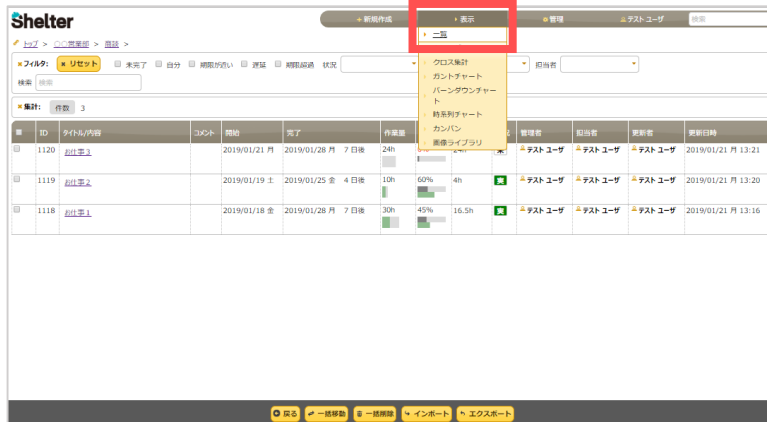 Shelter
+ 新規作成 表示 管理 テスト ユーザ 検索
一覧
クロス集計
ガントチャート
バーンダウンチャー
ト
時系列チャート
カンバン
画像ライブラリ
トップ > 〇〇営業部 > 商談 >
フィルタ: × リセット 未完了 自分 期限が近い 遅延 期限超過 状況 担当者
検索 検索
集計: 件数 3
ID タイトル/内容 コメント 開始 完了 作業量 管理者 担当者 更新者 更新日時
1120 お仕事3 2019/01/21 月 2019/01/28 月 7 日後 24h テスト ユーザ テスト ユーザ テスト ユーザ 2019/01/21 月 13:21
1119 お仕事2 2019/01/19 土 2019/01/25 金 4 日後 10h 60% 4h 実 テスト ユーザ テスト ユーザ テスト ユーザ 2019/01/21 月 13:20
1118 お仕事1 2019/01/18 金 2019/01/28 月 7 日後 30h 45% 16.5h 実 テスト ユーザ テスト ユーザ テスト ユーザ 2019/01/21 月 13:16
戻る 一括移動 一括削除 インポート エクスポート